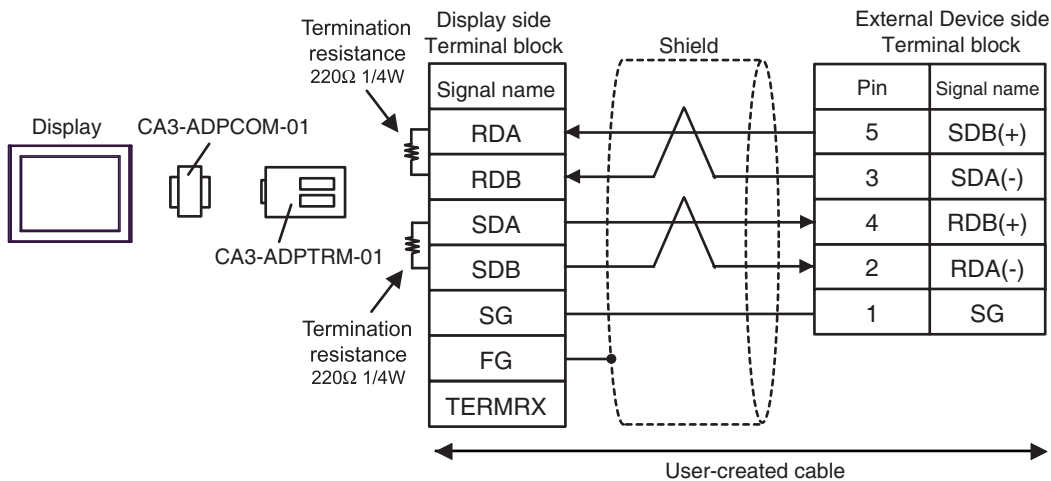 Termination
resistance
220Ω 1/4W
Display side
Terminal block
Shield
External Device side
Terminal block
Display
CA3-ADPCOM-01
CA3-ADPTRM-01
Signal name
RDA
RDB
SDA
SDB
SG
FG
TERMRX
Pin Signal name
5 SDB(+)
3 SDA(-)
4 RDB(+)
2 RDA(-)
1 SG
Termination
resistance
220Ω 1/4W
User-created cable